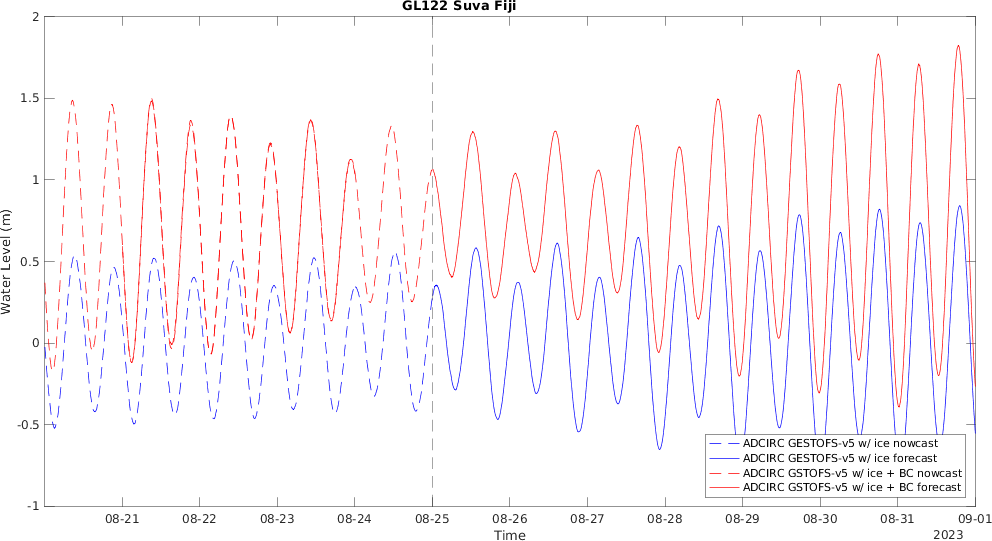 GL122 Suva Fiji
2
1.5
1
0.5
0
-0.5
-1
Water Level (m)
ADCIRC GESTOFS-v5 w/ ice nowcast
ADCIRC GESTOFS-v5 w/ ice forecast
ADCIRC GSTOFS-v5 w/ ice + BC nowcast
ADCIRC GSTOFS-v5 w/ ice + BC forecast
08-21 08-22 08-23 08-24 08-25 08-26 08-27 08-28 08-29 08-30 08-31 09-01
Time
2023